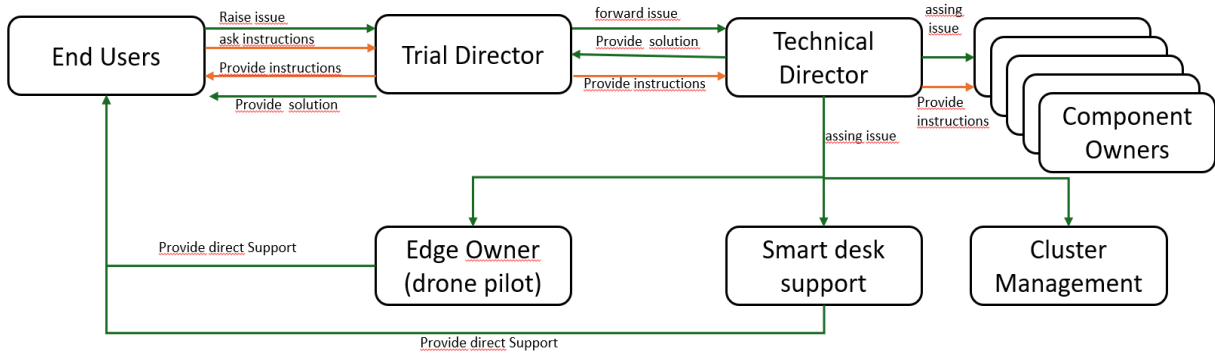 Raise issue
ask instructions
Provide instructions
Provide solution
End Users
Trial Director
forward issue
Provide solution
Provide instructions
Technical
Director
assing
issue
Provide
instructions
Component
Owners
assing issue
Edge Owner
(drone pilot)
Smart desk
support
Cluster
Management
Provide direct Support
Provide direct Support